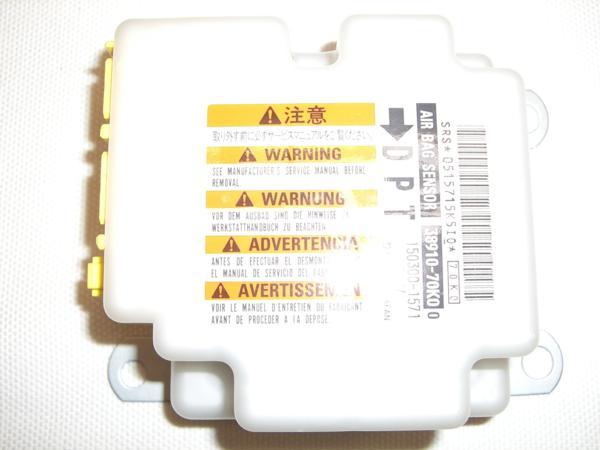 注意
取り外す前に必ずサービスマニュアルをご覧ください。
WARNING
SEE MANUFACTURER'S SERVICE MANUAL BEFORE
REMOVAL.
WARNUNG
VOR DEM AUSBAU SIND DIE HINWEISE IM
WERKSTATTHANDBUCH ZU BEACHTEN
ADVERTENCIA
ANTES DE EFECTUAR EL DESMONTAJE
EL MANUAL DE SERVICIO DEL
AVERTISSEMEN
VOIR LE MANUEL D'ENTRETIEN DU FABRICANT
AVANT DE PROCEDER A LA DEPOSE.
SRS*0515715K5I0* 70K0
AIR BAG SENSOR 38910-70K00
DPT 150300-1571